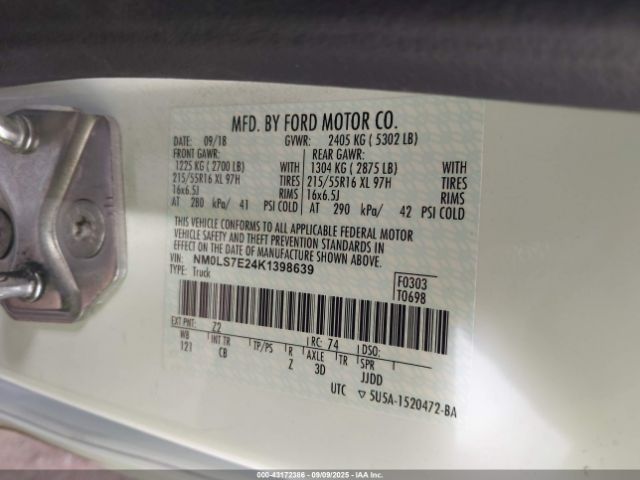 MFD. BY FORD MOTOR CO.
DATE: 09/18 GVWR: 2405 KG ( 5302 LB)
FRONT GAWR: REAR GAWR:
1225 KG ( 2700 LB) WITH 1304 KG ( 2875 LB) WITH
215/55R16 XL 97H TIRES 215/55R16 XL 97H TIRES
16x6.5J RIMS 16x6.5J RIMS
AT 280 kPa/ 41 PSI COLD AT 290 kPa/ 42 PSI COLD
THIS VEHICLE CONFORMS TO ALL APPLICABLE FEDERAL MOTOR
VEHICLE SAFETY AND THEFT PREVENTION STANDARDS IN
EFFECT ON THE DATE OF MANUFACTURE SHOWN ABOVE.
VIN: NM0LS7E24K1398639
TYPE: Truck
F0303
T0698
EXT PNT: Z2 RC: 74 DSO:
WB INT TR TP/PS R AXLE TR SPR
121 CB Z 3D JJDD
UTC ▽ 5U5A-1520472-BA
000-43172386 - 09/09/2025 - IAA Inc.